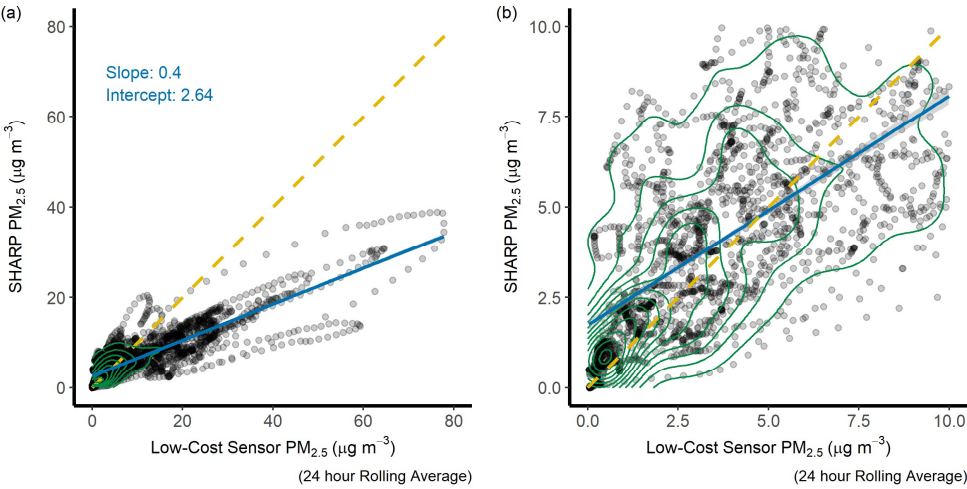 (a)
80
60
40
20
0
SHARP PM2.5 (μg m−3)
Slope: 0.4
Intercept: 2.64
0 20 40 60 80
Low-Cost Sensor PM2.5 (μg m−3)
(24 hour Rolling Average)
(b)
10.0
7.5
5.0
2.5
0.0
SHARP PM2.5 (μg m−3)
0.0 2.5 5.0 7.5 10.0
Low-Cost Sensor PM2.5 (μg m−3)
(24 hour Rolling Average)